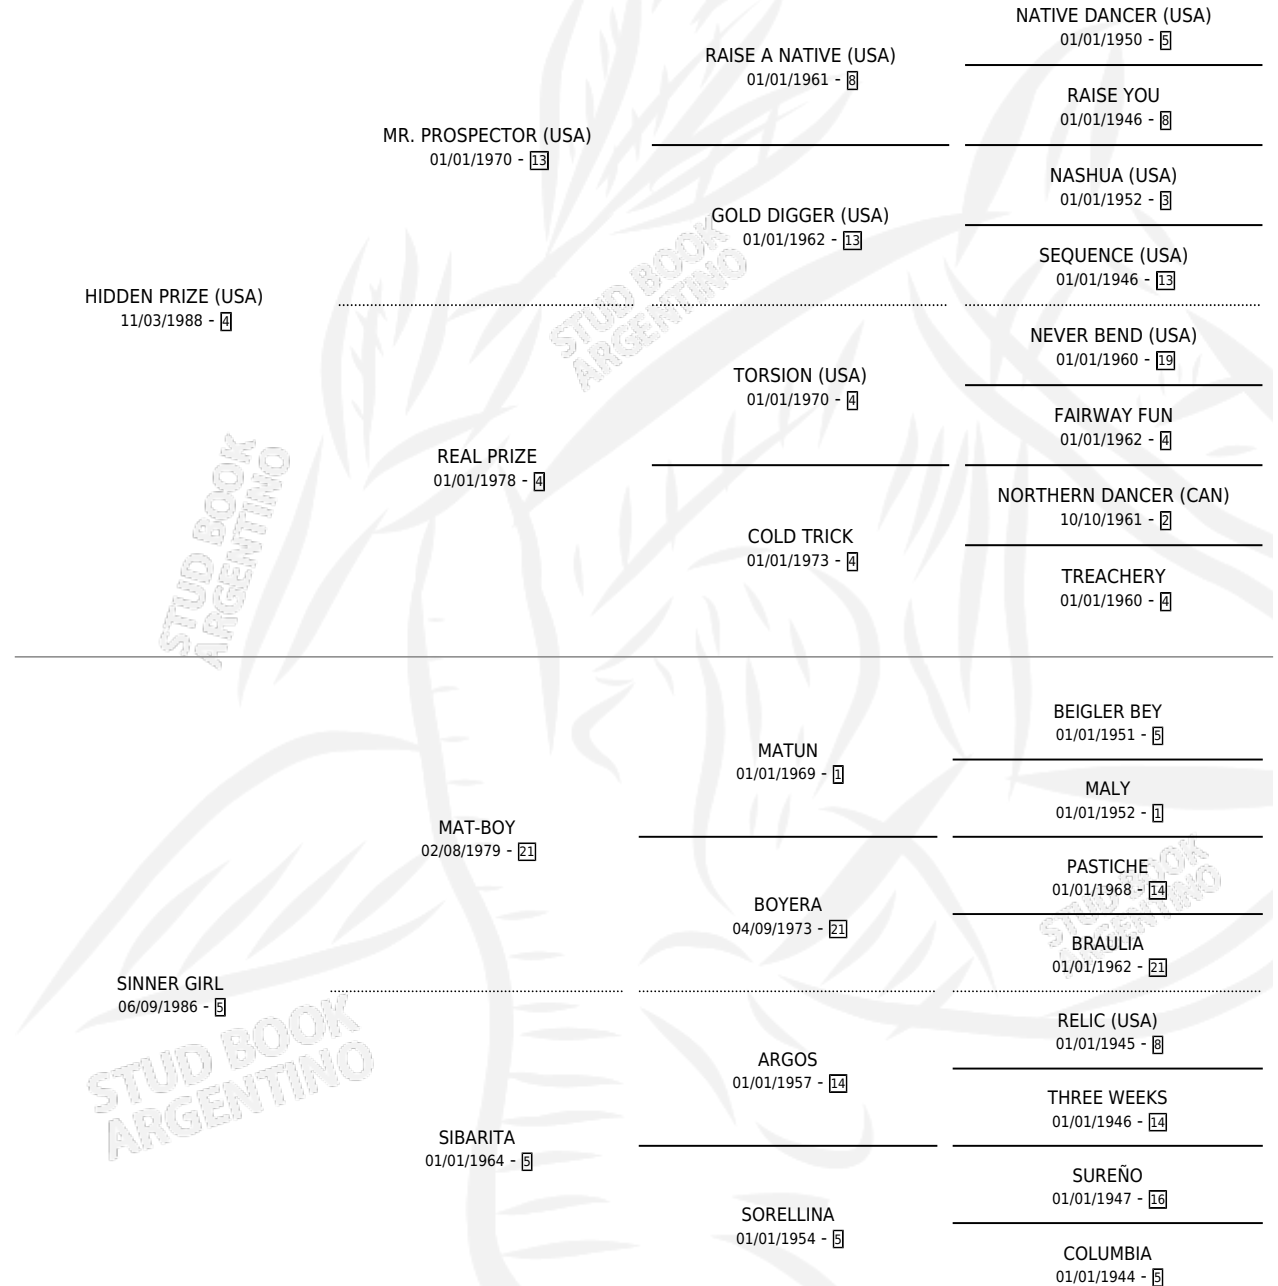 NATIVE DANCER (USA)
01/01/1950 - 5
RAISE A NATIVE (USA)
01/01/1961 - 8
RAISE YOU
01/01/1946 - 8
MR. PROSPECTOR (USA)
01/01/1970 - 13
NASHUA (USA)
01/01/1952 - 3
GOLD DIGGER (USA)
01/01/1962 - 13
SEQUENCE (USA)
01/01/1946 - 13
HIDDEN PRIZE (USA)
11/03/1988 - 4
NEVER BEND (USA)
01/01/1960 - 19
TORSION (USA)
01/01/1970 - 4
FAIRWAY FUN
01/01/1962 - 4
REAL PRIZE
01/01/1978 - 4
NORTHERN DANCER (CAN)
10/10/1961 - 2
COLD TRICK
01/01/1973 - 4
TREACHERY
01/01/1960 - 4
BEIGLER BEY
01/01/1951 - 5
MATUN
01/01/1969 - 1
MALY
01/01/1952 - 1
MAT-BOY
02/08/1979 - 21
PASTICHE
01/01/1968 - 14
BOYERA
04/09/1973 - 21
BRAULIA
01/01/1962 - 21
SINNER GIRL
06/09/1986 - 5
RELIC (USA)
01/01/1945 - 8
ARGOS
01/01/1957 - 14
THREE WEEKS
01/01/1946 - 14
SIBARITA
01/01/1964 - 5
SUREÑO
01/01/1947 - 16
SORELLINA
01/01/1954 - 5
COLUMBIA
01/01/1944 - 5
STUD BOOK
ARGENTINO
STUD BOOK
ARGENTINO
STUD BOOK
ARGENTINO
STUD BOOK
ARGENTINO